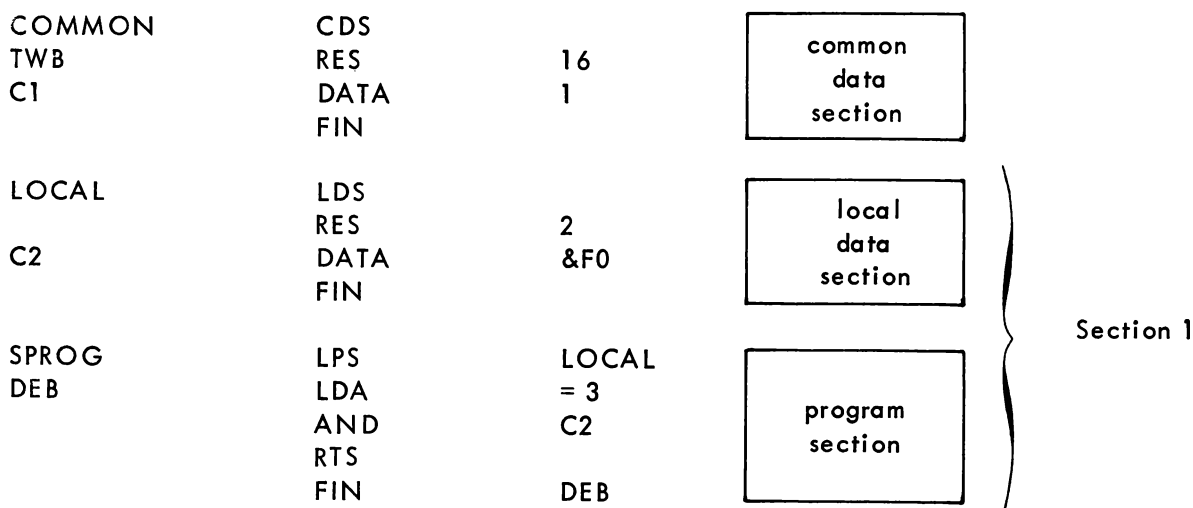 COMMON CDS
TWB RES 16
C1 DATA 1
FIN
common
data
section
LOCAL LDS
RES 2
C2 DATA &F0
FIN
local
data
section
SPROG LPS LOCAL
DEB LDA = 3
AND C2
RTS
FIN DEB
program
section
Section 1